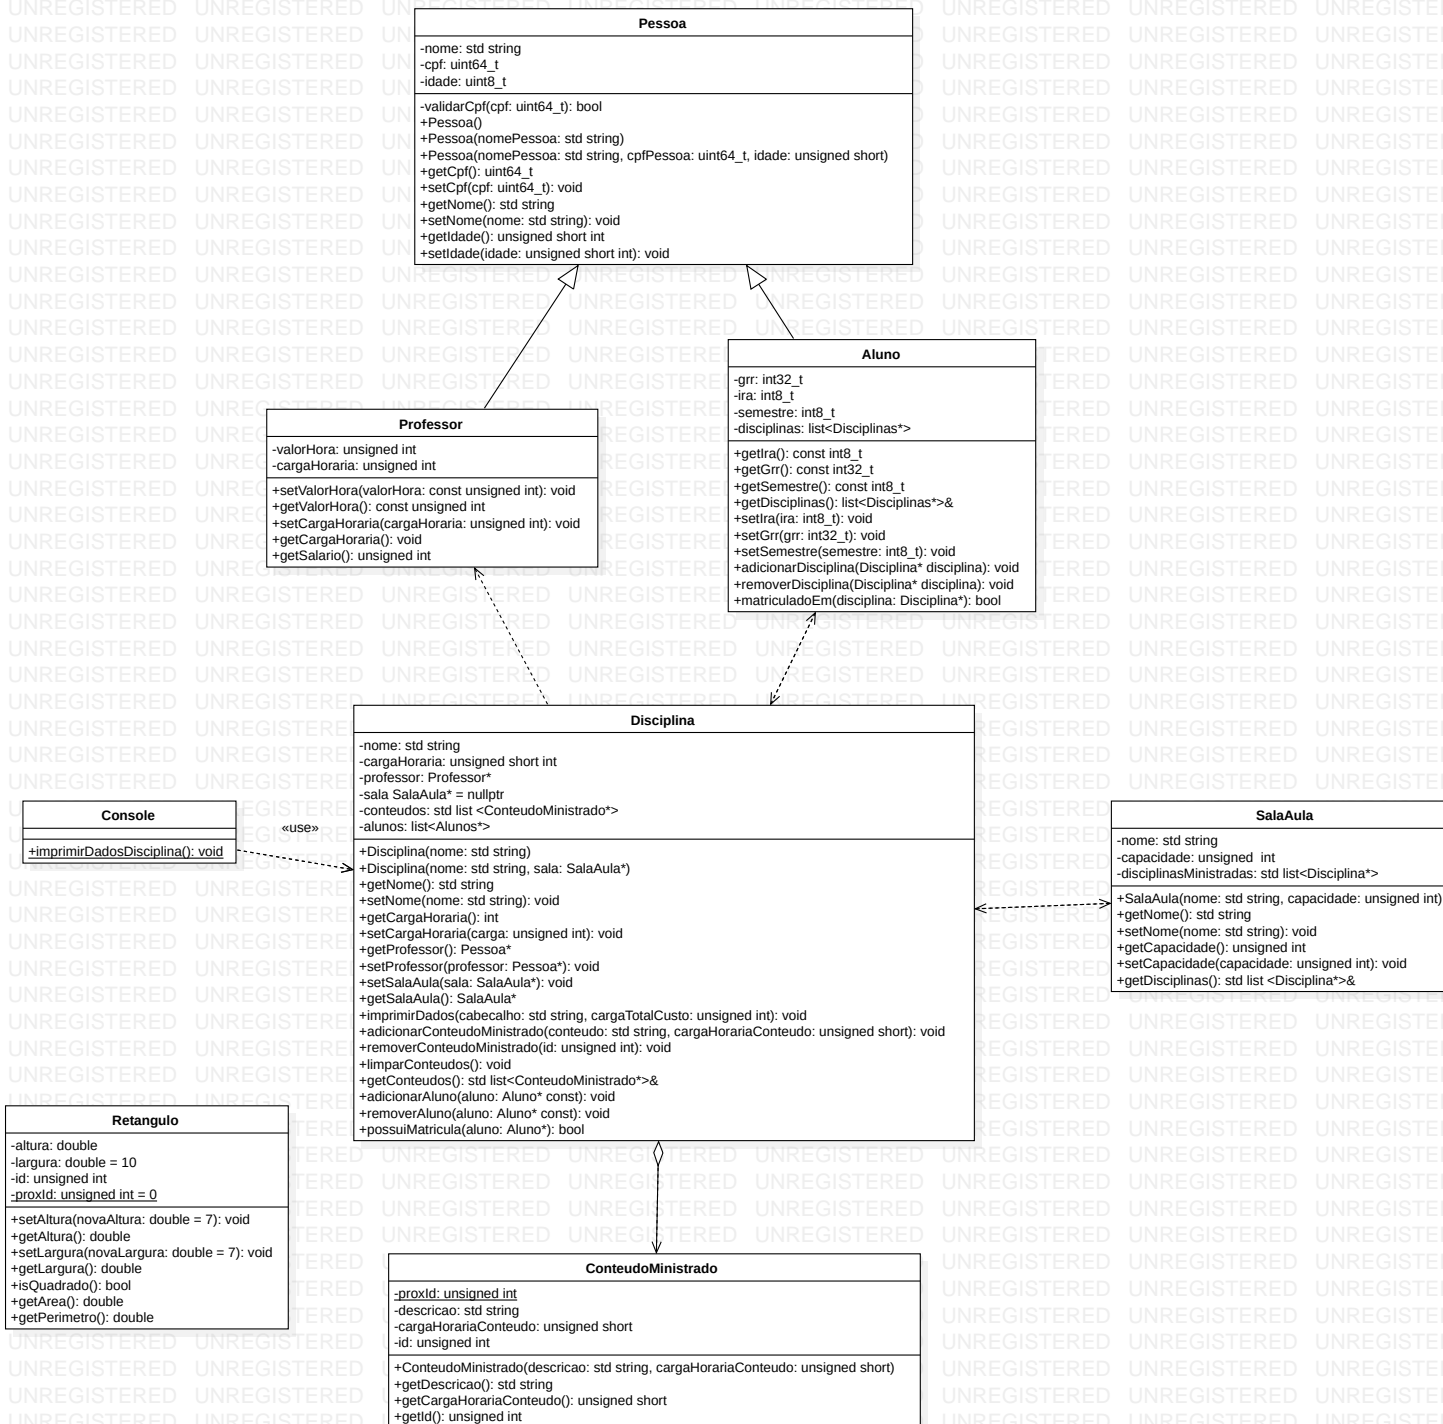 Pessoa
-nome: std string
-cpf: uint64_t
-idade: uint8_t
-validarCpf(cpf: uint64_t): bool
+Pessoa()
+Pessoa(nomePessoa: std string)
+Pessoa(nomePessoa: std string, cpfPessoa: uint64_t, idade: unsigned short)
+getCpf(): uint64_t
+setCpf(cpf: uint64_t): void
+getNome(): std string
+setNome(nome: std string): void
+getIdade(): unsigned short int
+setIdade(idade: unsigned short int): void
Professor
-valorHora: unsigned int
-cargaHoraria: unsigned int
+setValorHora(valorHora: const unsigned int): void
+getValorHora(): const unsigned int
+setCargaHoraria(cargaHoraria: unsigned int): void
+getCargaHoraria(): void
+getSalario(): unsigned int
Aluno
-grr: int32_t
-ira: int8_t
-semestre: int8_t
-disciplinas: list<Disciplinas*>
+getIra(): const int8_t
+getGrr(): const int32_t
+getSemestre(): const int8_t
+getDisciplinas(): list<Disciplinas*>&
+setIra(ira: int8_t): void
+setGrr(grr: int32_t): void
+setSemestre(semestre: int8_t): void
+adicionarDisciplina(Disciplina* disciplina): void
+removerDisciplina(Disciplina* disciplina): void
+matriculadoEm(disciplina: Disciplina*): bool
Disciplina
-nome: std string
-cargaHoraria: unsigned short int
-professor: Professor*
-sala SalaAula* = nullptr
-conteudos: std list <ConteudoMinistrado*>
-alunos: list<Alunos*>
+Disciplina(nome: std string)
+Disciplina(nome: std string, sala: SalaAula*)
+getNome(): std string
+setNome(nome: std string): void
+getCargaHoraria(): int
+setCargaHoraria(carga: unsigned int): void
+getProfessor(): Pessoa*
+setProfessor(professor: Pessoa*): void
+setSalaAula(sala: SalaAula*): void
+getSalaAula(): SalaAula*
+imprimirDados(cabecalho: std string, cargaTotalCusto: unsigned int): void
+adicionarConteudoMinistrado(conteudo: std string, cargaHorariaConteudo: unsigned short): void
+removerConteudoMinistrado(id: unsigned int): void
+limparConteudos(): void
+getConteudos(): std list<ConteudoMinistrado*>&
+adicionarAluno(aluno: Aluno* const): void
+removerAluno(aluno: Aluno* const): void
+possuiMatricula(aluno: Aluno*): bool
Console
+imprimirDadosDisciplina(): void
«use»
SalaAula
-nome: std string
-capacidade: unsigned  int
-disciplinasMinistradas: std list<Disciplina*>
+SalaAula(nome: std string, capacidade: unsigned int)
+getNome(): std string
+setNome(nome: std string): void
+getCapacidade(): unsigned int
+setCapacidade(capacidade: unsigned int): void
+getDisciplinas(): std list <Disciplina*>&
Retangulo
-altura: double
-largura: double = 10
-id: unsigned int
-proxId: unsigned int = 0
+setAltura(novaAltura: double = 7): void
+getAltura(): double
+setLargura(novaLargura: double = 7): void
+getLargura(): double
+isQuadrado(): bool
+getArea(): double
+getPerimetro(): double
ConteudoMinistrado
-proxId: unsigned int
-descricao: std string
-cargaHorariaConteudo: unsigned short
-id: unsigned int
+ConteudoMinistrado(descricao: std string, cargaHorariaConteudo: unsigned short)
+getDescricao(): std string
+getCargaHorariaConteudo(): unsigned short
+getId(): unsigned int